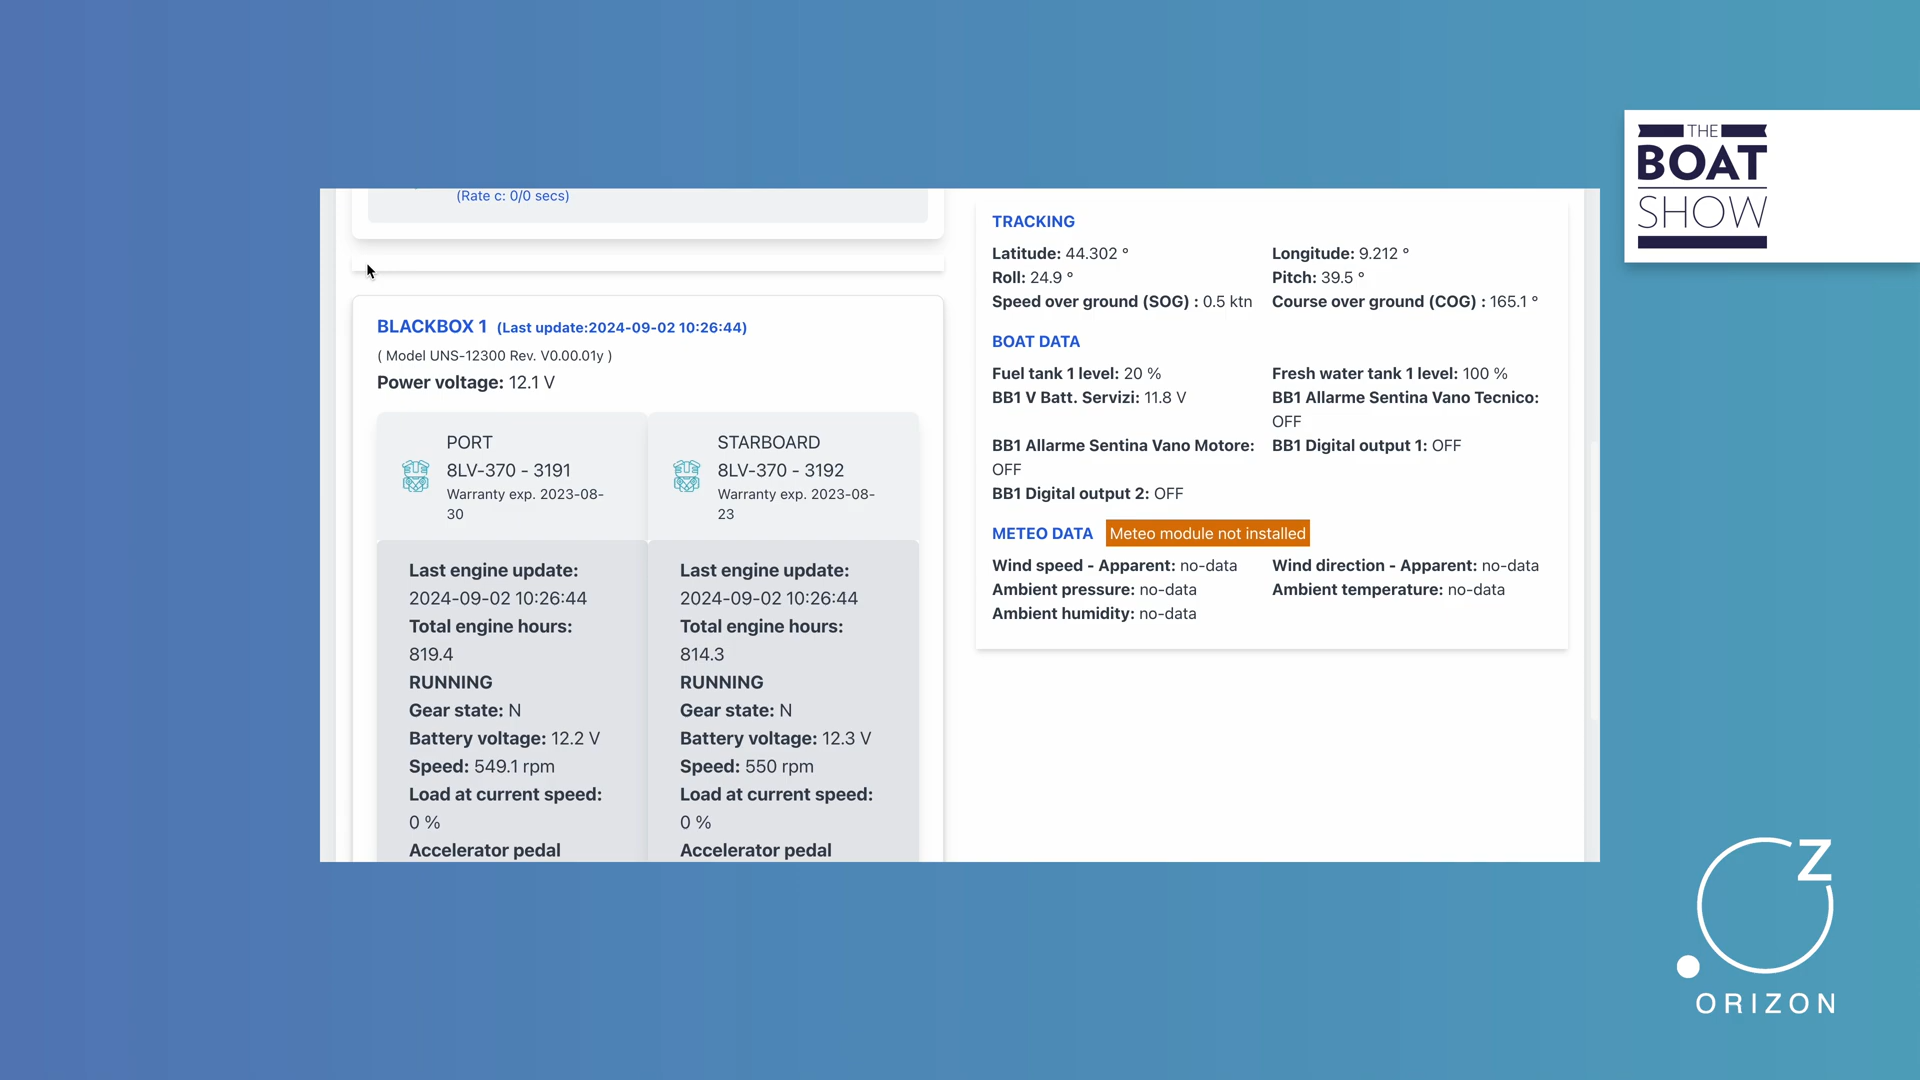 (Rate c: 0/0 secs)
BLACKBOX 1 (Last update:2024-09-02 10:26:44)
( Model UNS-12300 Rev. V0.00.01y )
Power voltage: 12.1 V
PORT
8LV-370 - 3191
Warranty exp. 2023-08-
30
Last engine update:
2024-09-02 10:26:44
Total engine hours:
819.4
RUNNING
Gear state: N
Battery voltage: 12.2 V
Speed: 549.1 rpm
Load at current speed:
0 %
Accelerator pedal
STARBOARD
8LV-370 - 3192
Warranty exp. 2023-08-
23
Last engine update:
2024-09-02 10:26:44
Total engine hours:
814.3
RUNNING
Gear state: N
Battery voltage: 12.3 V
Speed: 550 rpm
Load at current speed:
0 %
Accelerator pedal
TRACKING
Latitude: 44.302 ° Longitude: 9.212 °
Roll: 24.9 ° Pitch: 39.5 °
Speed over ground (SOG) : 0.5 ktn Course over ground (COG) : 165.1 °
BOAT DATA
Fuel tank 1 level: 20 % Fresh water tank 1 level: 100 %
BB1 V Batt. Servizi: 11.8 V BB1 Allarme Sentina Vano Tecnico:
OFF
BB1 Allarme Sentina Vano Motore: BB1 Digital output 1: OFF
OFF
BB1 Digital output 2: OFF
METEO DATA Meteo module not installed
Wind speed - Apparent: no-data Wind direction - Apparent: no-data
Ambient pressure: no-data Ambient temperature: no-data
Ambient humidity: no-data
THE
BOAT
SHOW
Z
ORIZON